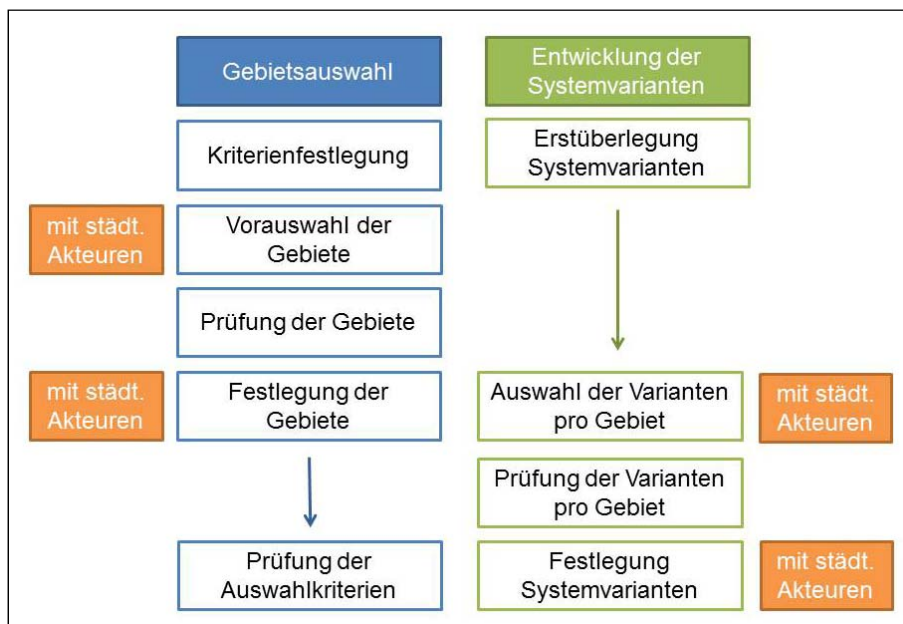 Gebietsauswahl
Entwicklung der
Systemvarianten
Kriterienfestlegung
Erstüberlegung
Systemvarianten
mit städt.
Akteuren
Vorauswahl der
Gebiete
Prüfung der Gebiete
mit städt.
Akteuren
Festlegung der
Gebiete
Auswahl der Varianten
pro Gebiet
mit städt.
Akteuren
Prüfung der Varianten
pro Gebiet
Prüfung der
Auswahlkriterien
Festlegung
Systemvarianten
mit städt.
Akteuren